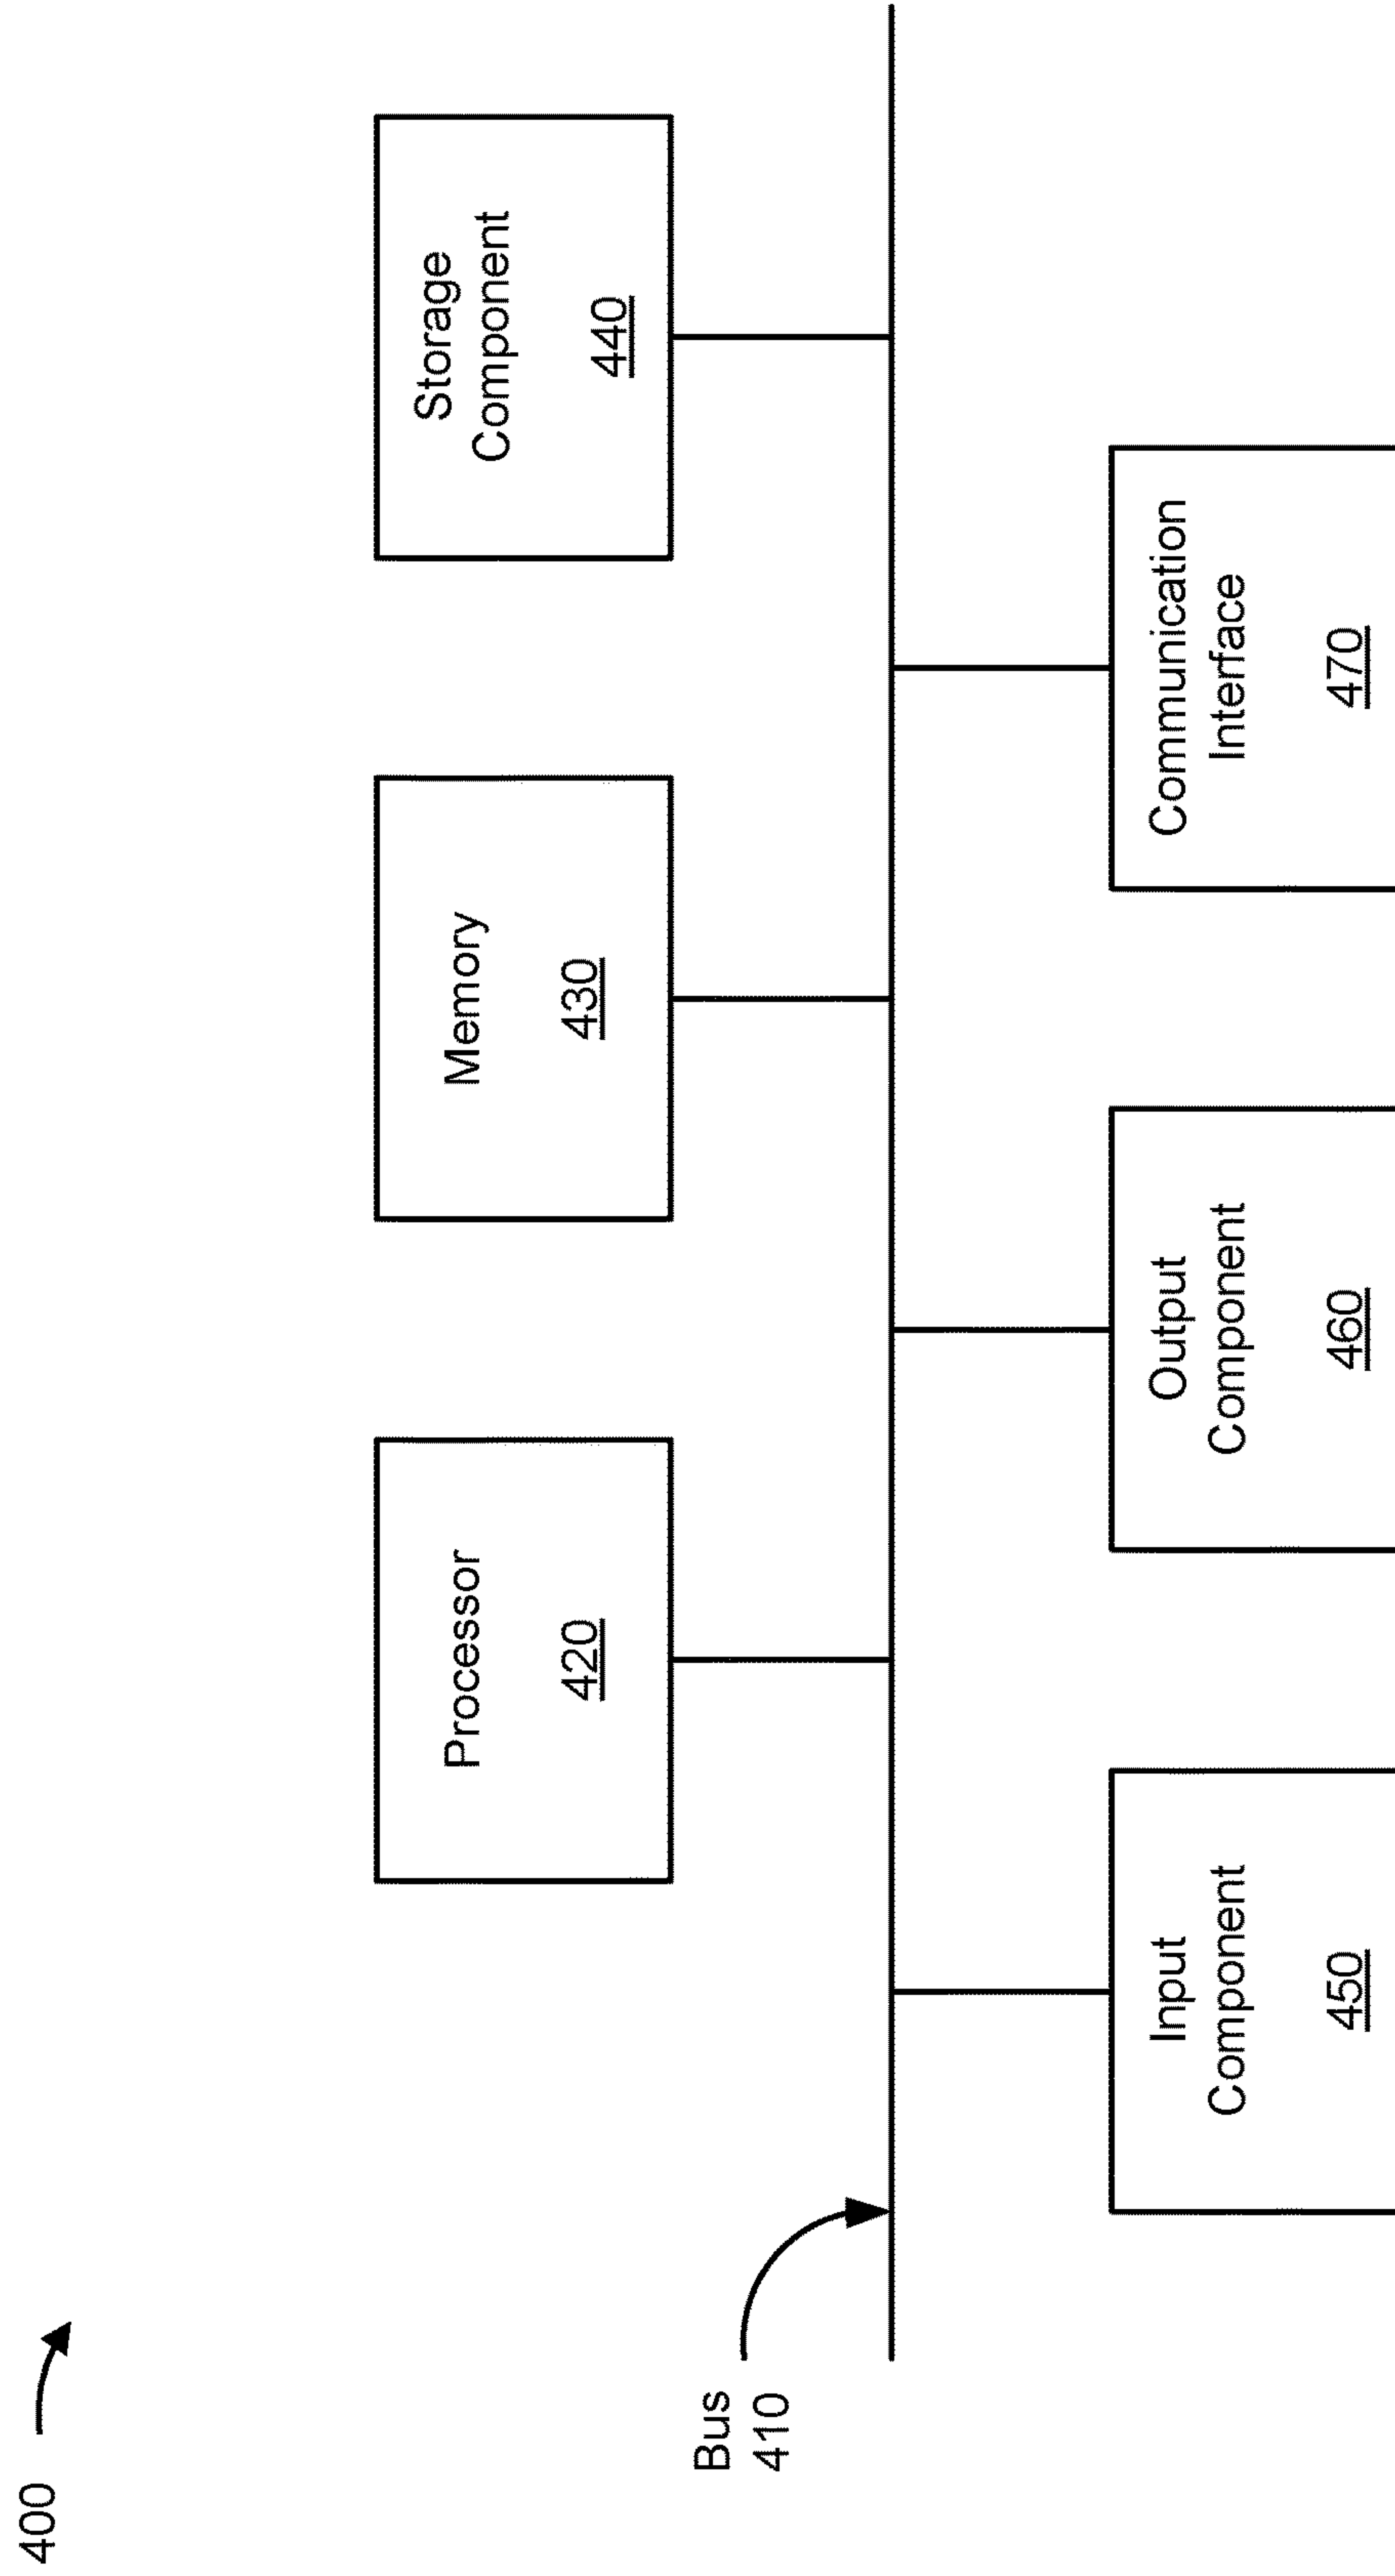 400
Processor
420
Memory
430
Storage
Component
440
Bus
410
Input
Component
450
Output
Component
460
Communication
Interface
470